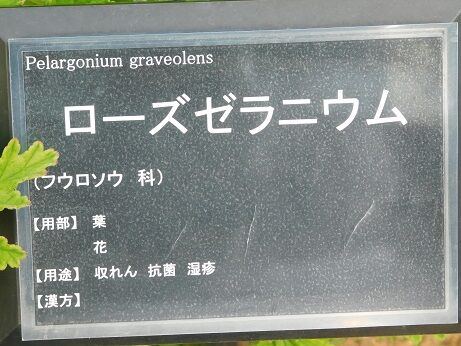 Pelargonium graveolens
ローズゼラニウム
（フウロソウ 科）
【用部】 葉
花
【用途】 収れん 抗菌 湿疹
【漢方】